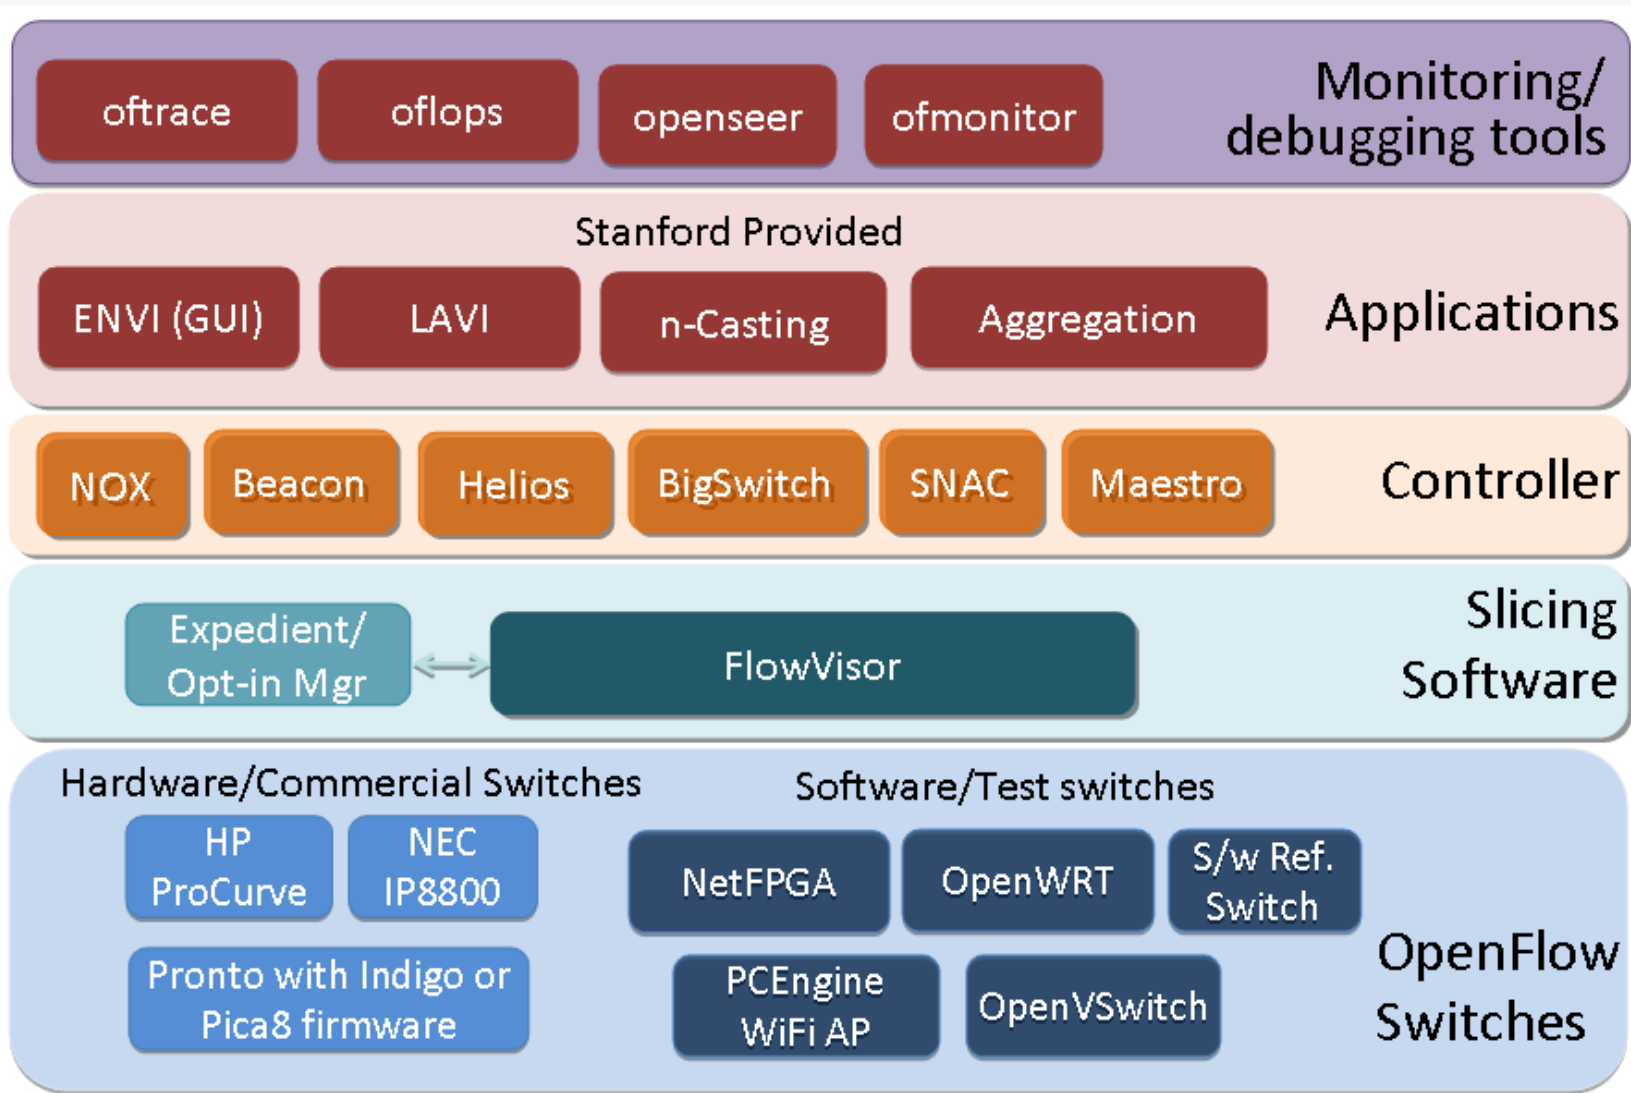 oftrace
oflops
openseer
ofmonitor
Monitoring/
debugging tools
Stanford Provided
ENVI (GUI)
LAVI
n-Casting
Aggregation
Applications
NOX
Beacon
Helios
BigSwitch
SNAC
Maestro
Controller
Expedient/
Opt-in Mgr
FlowVisor
Slicing
Software
Hardware/Commercial Switches
HP
ProCurve
NEC
IP8800
Pronto with Indigo or
Pica8 firmware
Software/Test switches
NetFPGA
OpenWRT
S/w Ref.
Switch
PCEngine
WiFi AP
OpenVSwitch
OpenFlow
Switches